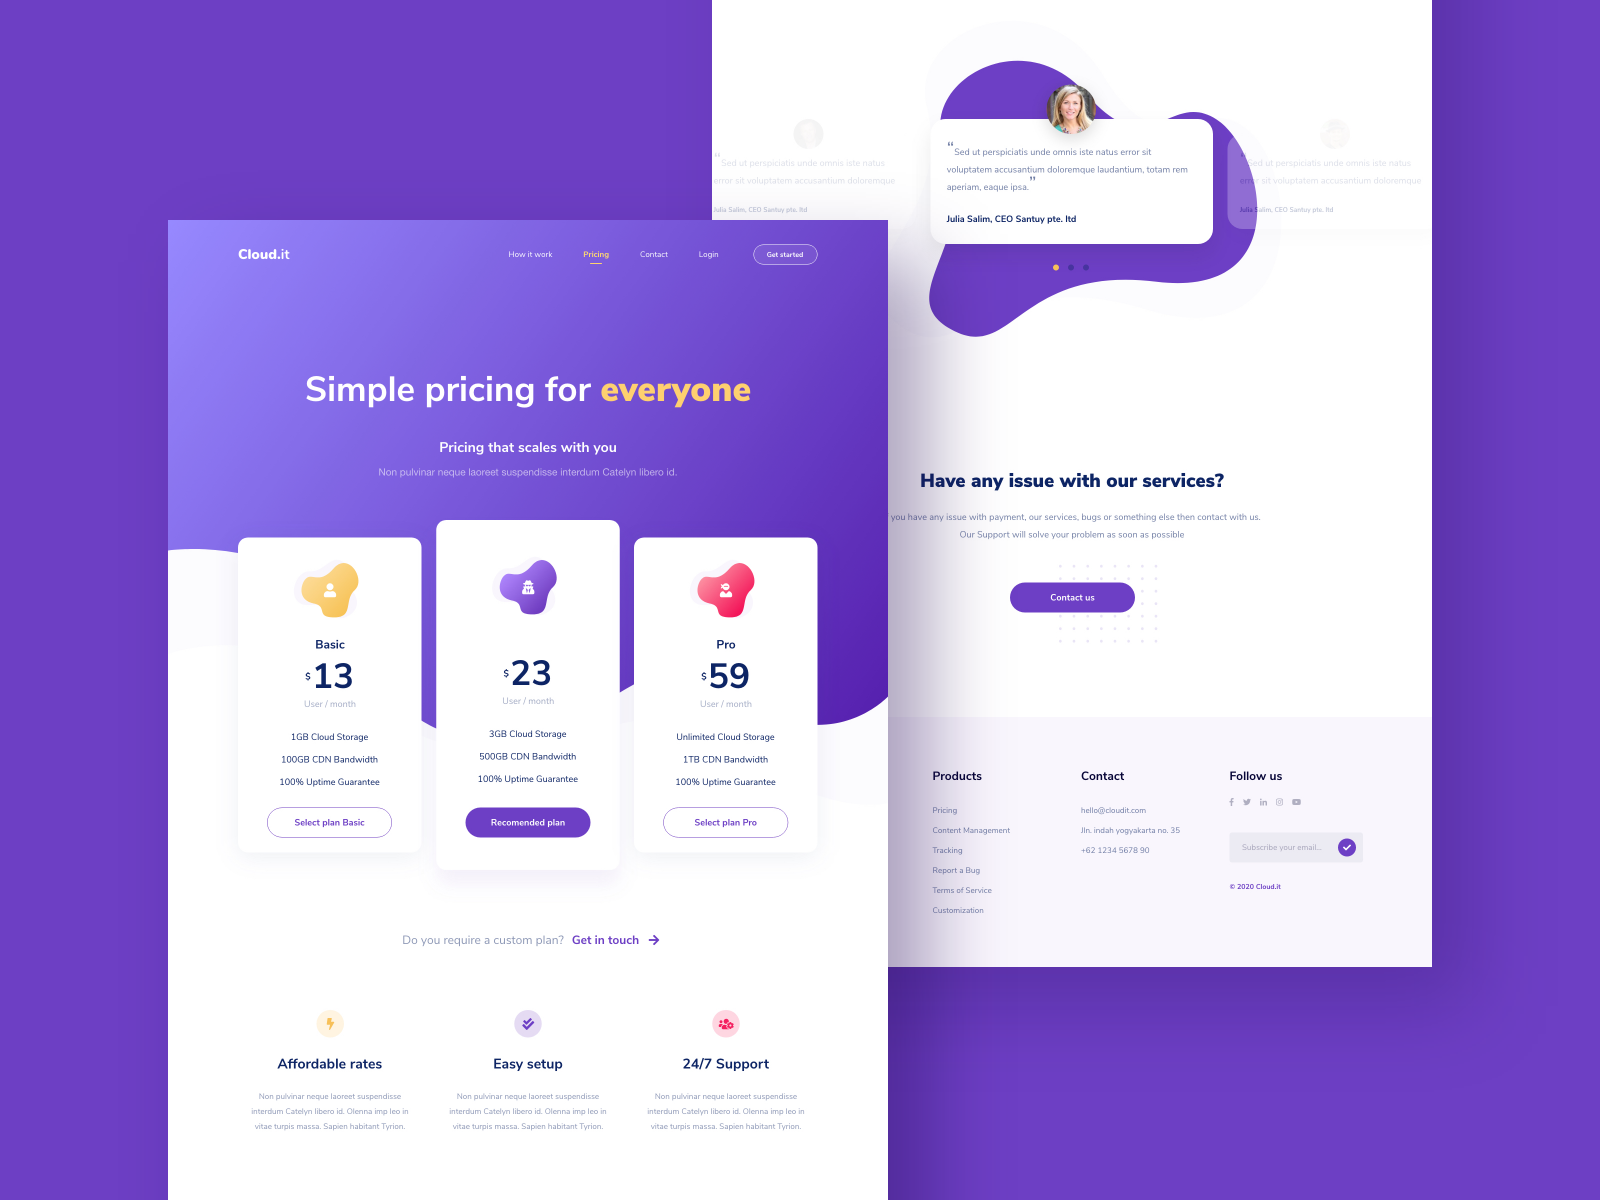 Cloud.it
How it work
Pricing
Contact
Login
Get started
Simple pricing for everyone
Pricing that scales with you
Non pulvinar neque laoreet suspendisse interdum Catelyn libero id.
Basic
$13
User / month
1GB Cloud Storage
100GB CDN Bandwidth
100% Uptime Guarantee
Select plan Basic
$23
User / month
3GB Cloud Storage
500GB CDN Bandwidth
100% Uptime Guarantee
Recomended plan
Pro
$59
User / month
Unlimited Cloud Storage
1TB CDN Bandwidth
100% Uptime Guarantee
Select plan Pro
Do you require a custom plan? Get in touch
Affordable rates
Non pulvinar neque laoreet suspendisse
interdum Catelyn libero id. Olenna imp leo in
vitae turpis massa. Sapien habitant Tyrion.
Easy setup
Non pulvinar neque laoreet suspendisse
interdum Catelyn libero id. Olenna imp leo in
vitae turpis massa. Sapien habitant Tyrion.
24/7 Support
Non pulvinar neque laoreet suspendisse
interdum Catelyn libero id. Olenna imp leo in
vitae turpis massa. Sapien habitant Tyrion.
“Sed ut perspiciatis unde omnis iste natus
error sit voluptatem accusantium doloremque
Julia Salim, CEO Santuy pte. ltd
“Sed ut perspiciatis unde omnis iste natus error sit
voluptatem accusantium doloremque laudantium, totam rem
aperiam, eaque ipsa.”
Julia Salim, CEO Santuy pte. ltd
“Sed ut perspiciatis unde omnis iste natus
error sit voluptatem accusantium doloremque
Julia Salim, CEO Santuy pte. ltd
Have any issue with our services?
you have any issue with payment, our services, bugs or something else then contact with us.
Our Support will solve your problem as soon as possible
Contact us
Products
Pricing
Content Management
Tracking
Report a Bug
Terms of Service
Customization
Contact
hello@cloudit.com
Jln. indah yogyakarta no. 35
+62 1234 5678 90
Follow us
Subscribe your email...
© 2020 Cloud.it